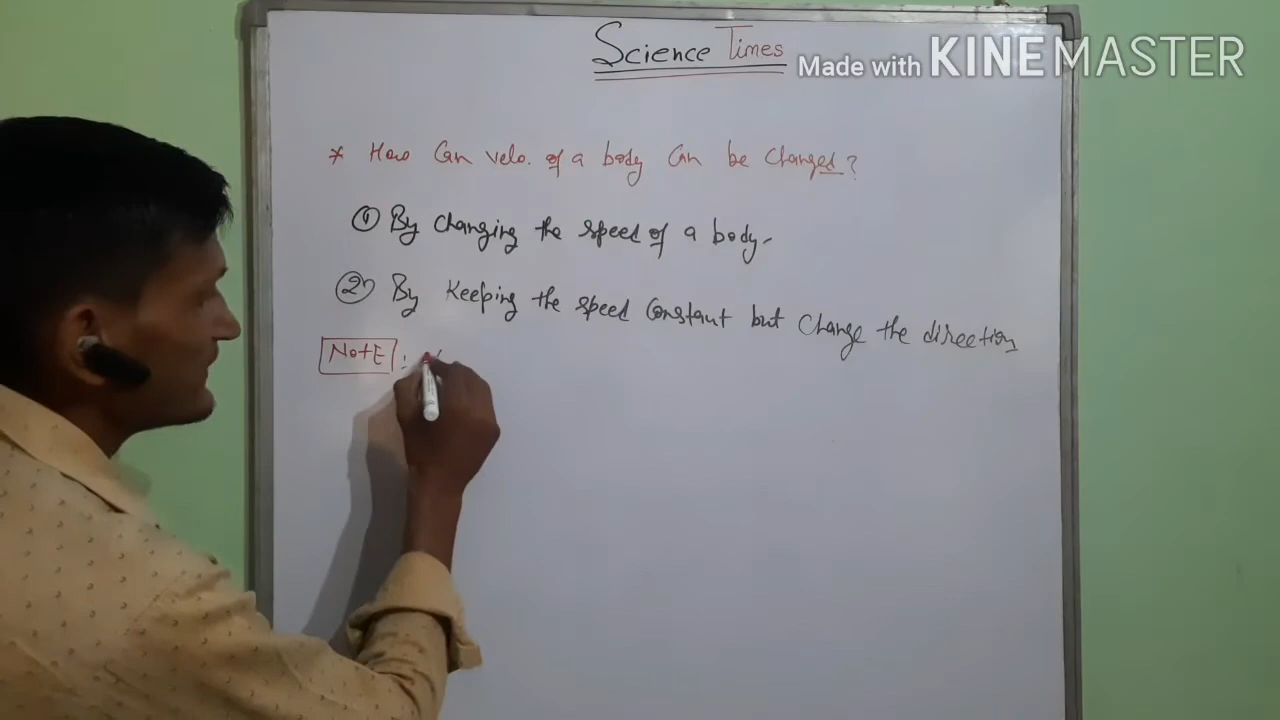 Science Times
Made with KINEMASTER
* How Can velo. of a body Can be changed?
① By changing the speed of a body.
② By Keeping the speed Constant but Change the direction
NotE :